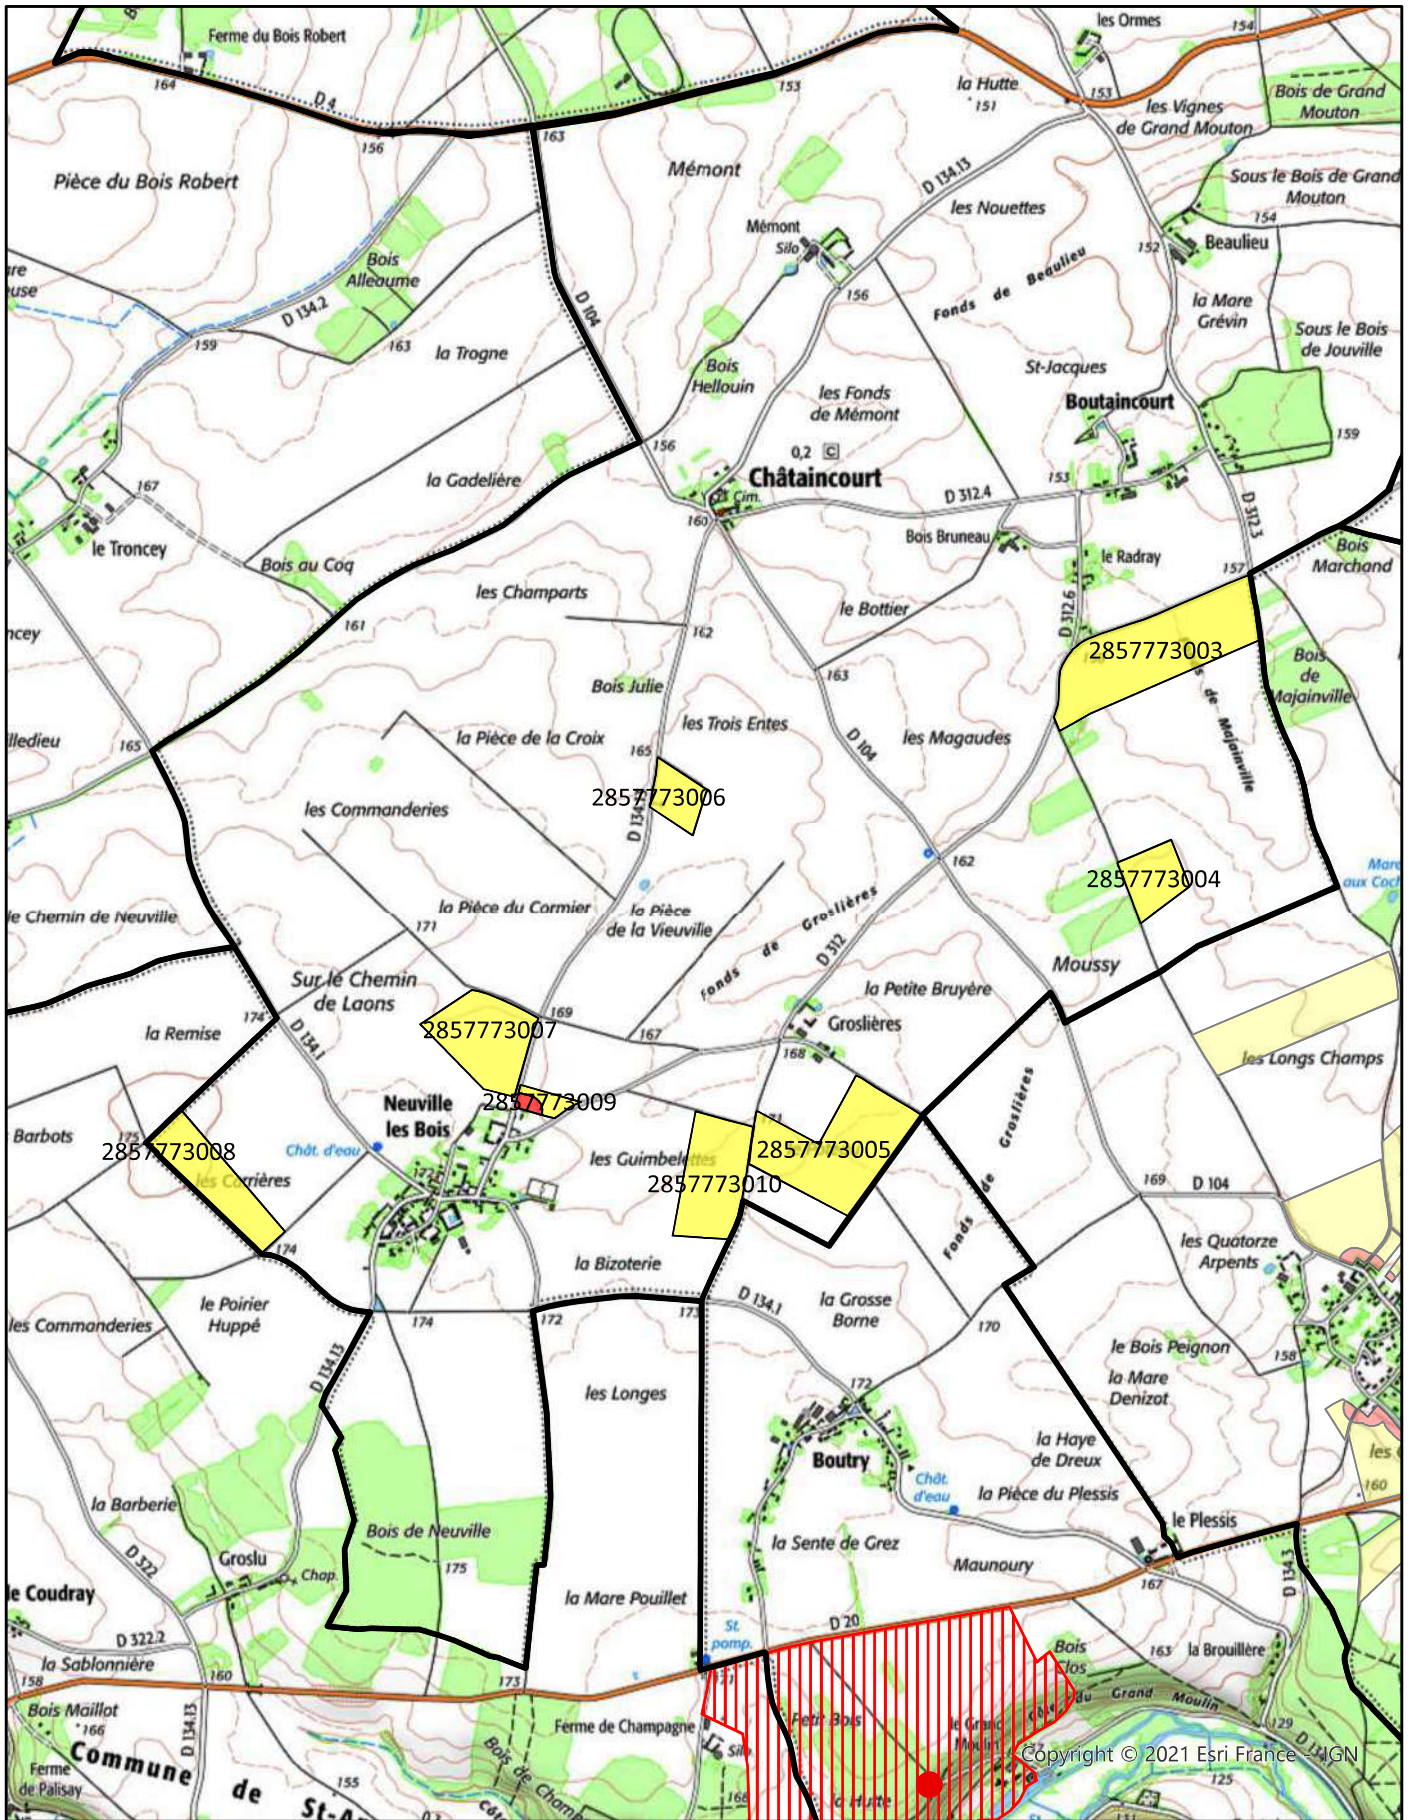 Ferme du Bois Robert
les Ormes
154
164
D 4
153
la Hutte
151
153
les Vignes
de Grand Mouton
Bois de Grand
Mouton
156
163
Pièce du Bois Robert
Mémont
D 134.13
Sous le Bois de Grand
Mouton
les Nouettes
154
Mémont
Silo
152
Beaulieu
Bois
Alleaume
D 134.2
D 104
156
Fonds de Beaulieu
la Mare
Grévin
159
163
la Trogne
Sous le Bois
de Jouville
Bois
Hellouin
St-Jacques
les Fonds
de Mémont
Boutaincourt
156
0,2 C
159
la Gadelière
Châtaincourt
153
167
Cim.
D 312.4
D 312.3
160
le Troncey
Bois Bruneau
le Radray
Bois
Marchand
Bois au Coq
157
les Champarts
le Bottier
D 312.6
161
162
2857773003
163
Bois
de
Majainville
Bois Julie
les Trois Entes
de Majainville
165
la Pièce de la Croix
165
D 104
les Magaudes
2857773006
les Commanderies
162
2857773004
Mare
le Chemin de Neuville
la Pièce du Cormier
171
la Pièce
de la Vieuville
Fonds de Groslières
D 312
Moussy
Sur le Chemin
de Laons
la Petite Bruyère
174
la Remise
D 134.1
2857773007
169
167
Groslières
168
les Longs Champs
Neuville
les Bois
2857773009
Groslières
Barbots
175
2857773008
Chât. d'eau
171
2857773005
les Carrières
172
les Guimbelettes
2857773010
Fonds de
169
D 104
174
les Quatorze
Arpents
la Bizoterie
le Poirier
Huppé
173
D 134.1
la Grosse
Borne
les Commanderies
174
172
170
le Bois Peignon
158
D 134.13
la Mare
Denizot
les Longes
172
la Haye
de Dreux
Boutry
Chât.
d'eau
la Pièce du Plessis
160
la Barberie
Bois de Neuville
le Plessis
D 322
la Sente de Grez
Groslu
Chap.
175
Maunoury
le Coudray
167
D 134.3
la Mare Pouillet
D 20
D 322.2
St.
pomp.
Bois
Clos
163
la Brouillère
la Sablonnière
158
160
173
171
Bois Maillot
166
D 134.13
Ferme de Champagne
Petit Bois
le Grand
Moulin
du Grand Moulin
129
Silo
Copyright © 2021 Esri France - IGN
Commune de
Ferme
de Palisay
155
168
la Hutte
125